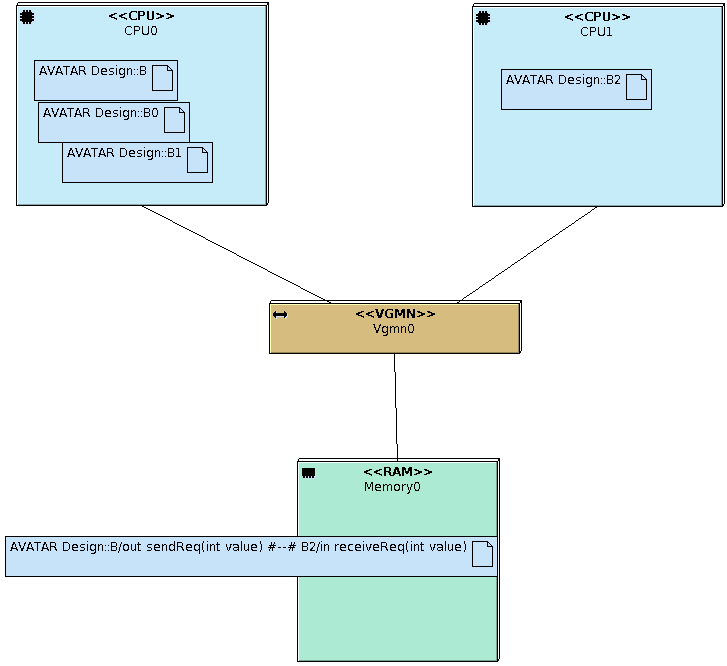 <<CPU>>
CPU0
AVATAR Design::B
AVATAR Design::B0
AVATAR Design::B1
<<CPU>>
CPU1
AVATAR Design::B2
<<VGMN>>
Vgmn0
<<RAM>>
Memory0
AVATAR Design::B/out sendReq(int value) #--# B2/in receiveReq(int value)